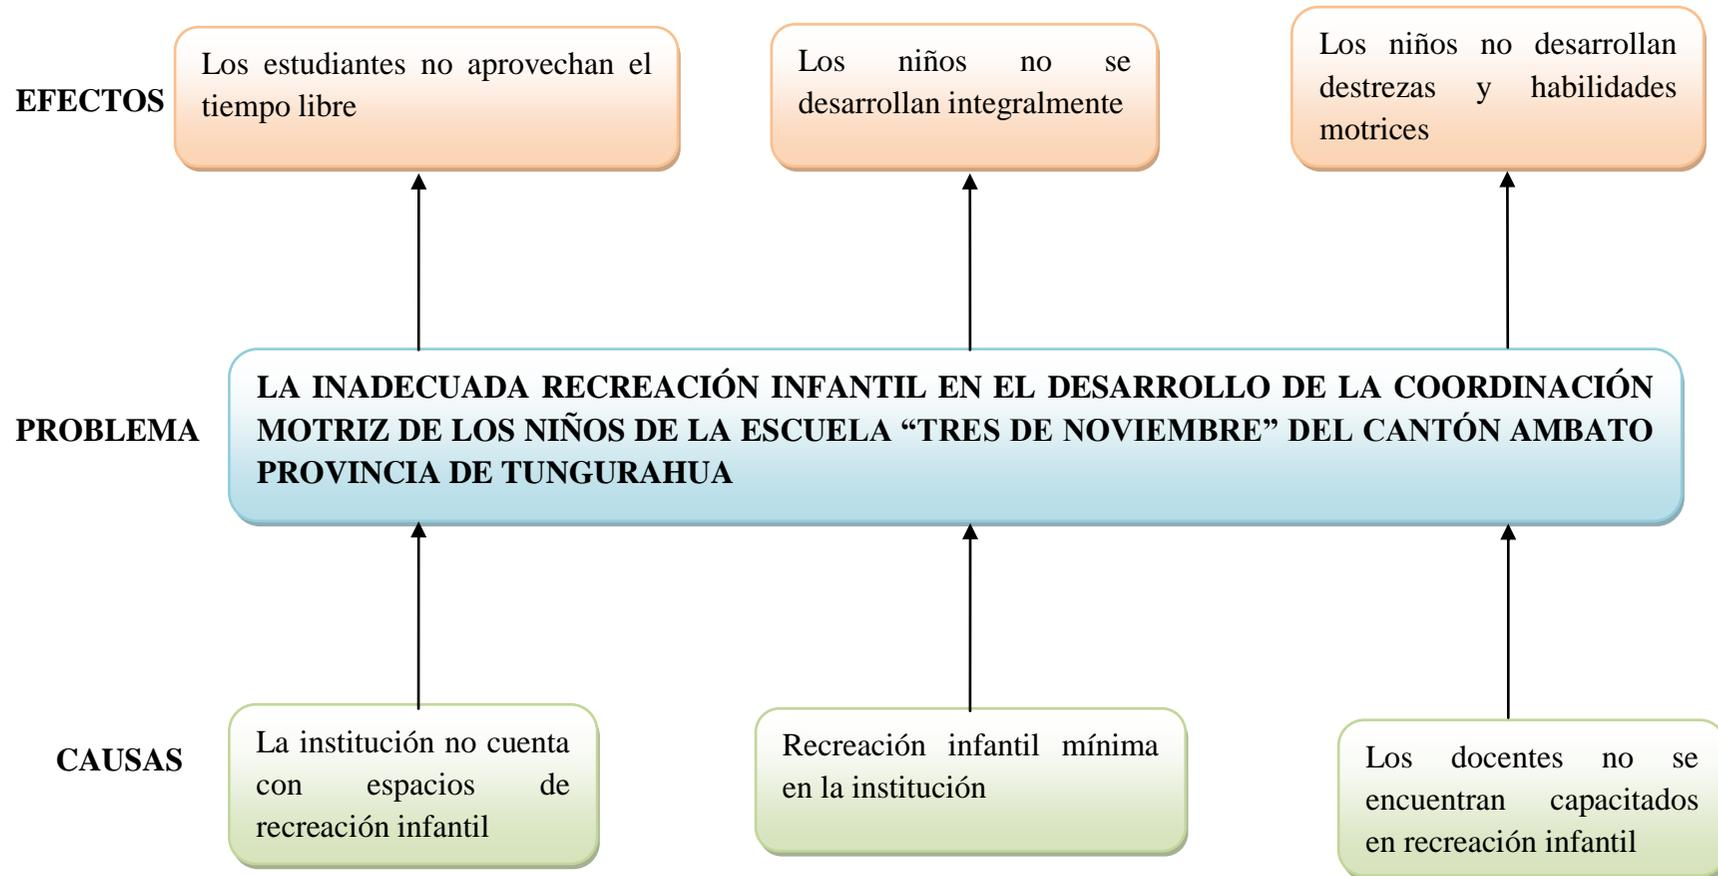 EFECTOS
Los estudiantes no aprovechan el
tiempo libre
Los niños no se
desarrollan integralmente
Los niños no desarrollan
destrezas y habilidades
motrices
PROBLEMA
LA INADECUADA RECREACIÓN INFANTIL EN EL DESARROLLO DE LA COORDINACIÓN
MOTRIZ DE LOS NIÑOS DE LA ESCUELA “TRES DE NOVIEMBRE” DEL CANTÓN AMBATO
PROVINCIA DE TUNGURAHUA
CAUSAS
La institución no cuenta
con espacios de
recreación infantil
Recreación infantil mínima
en la institución
Los docentes no se
encuentran capacitados
en recreación infantil